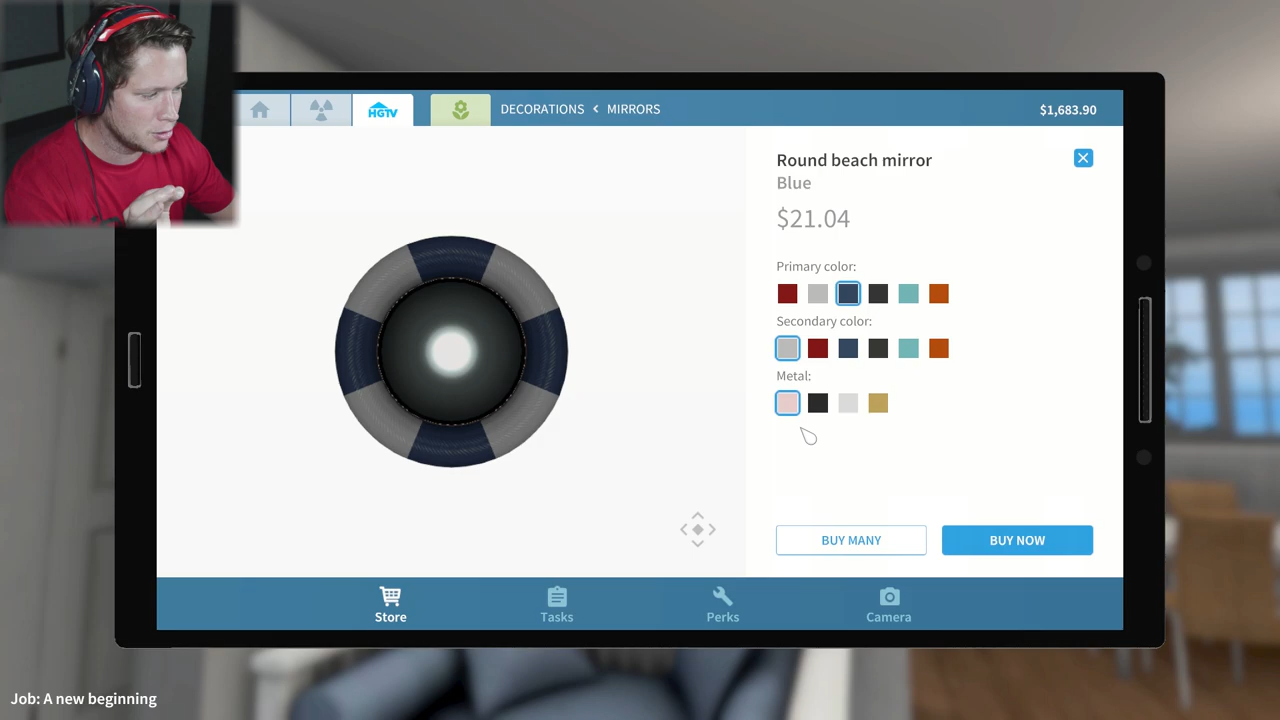 HGTV
DECORATIONS < MIRRORS
$1,683.90
Round beach mirror
Blue
$21.04
Primary color:
Secondary color:
Metal:
BUY MANY
BUY NOW
Store
Tasks
Perks
Camera
Job: A new beginning